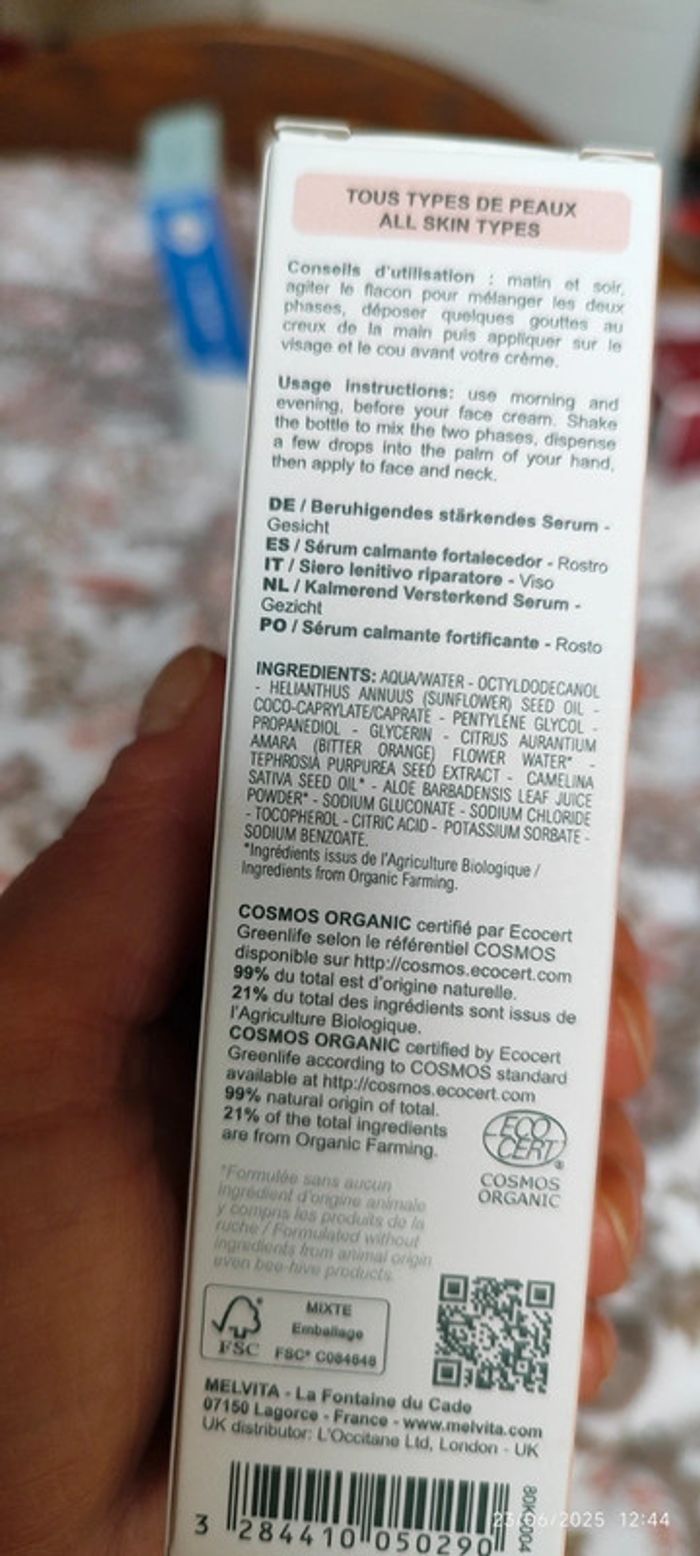 TOUS TYPES DE PEAUX
ALL SKIN TYPES
Conseils d'utilisation : matin et soir,
agiter le flacon pour mélanger les deux
phases, déposer quelques gouttes au
creux de la main puis appliquer sur le
visage et le cou avant votre crème.
Usage instructions: use morning and
evening, before your face cream. Shake
the bottle to mix the two phases, dispense
a few drops into the palm of your hand,
then apply to face and neck.
DE / Beruhigendes stärkendes Serum -
Gesicht
ES / Sérum calmante fortalecedor - Rostro
IT / Siero lenitivo riparatore - Viso
NL / Kalmerend Versterkend Serum -
Gezicht
PO / Sérum calmante fortificante - Rosto
INGREDIENTS: AQUA/WATER - OCTYLDODECANOL
- HELIANTHUS ANNUUS (SUNFLOWER) SEED OIL -
COCO-CAPRYLATE/CAPRATE - PENTYLENE GLYCOL -
PROPANEDIOL - GLYCERIN - CITRUS AURANTIUM
AMARA (BITTER ORANGE) FLOWER WATER* -
TEPHROSIA PURPUREA SEED EXTRACT - CAMELINA
SATIVA SEED OIL* - ALOE BARBADENSIS LEAF JUICE
POWDER* - SODIUM GLUCONATE - SODIUM CHLORIDE
- TOCOPHEROL - CITRIC ACID - POTASSIUM SORBATE -
SODIUM BENZOATE.
*Ingrédients issus de l'Agriculture Biologique /
Ingredients from Organic Farming.
COSMOS ORGANIC certifié par Ecocert
Greenlife selon le référentiel COSMOS
disponible sur http://cosmos.ecocert.com
99% du total est d'origine naturelle.
21% du total des ingrédients sont issus de
l'Agriculture Biologique.
COSMOS ORGANIC certified by Ecocert
Greenlife according to COSMOS standard
available at http://cosmos.ecocert.com
99% natural origin of total.
21% of the total ingredients
are from Organic Farming.
ECO
CERT®
COSMOS
ORGANIC
*Formulée sans aucun
ingrédient d'origine animale
y compris les produits de la
ruche / Formulated without
ingredients from animal origin
even bee-hive products.
FSC
MIXTE
Emballage
FSC® C084648
MELVITA - La Fontaine du Cade
07150 Lagorce - France - www.melvita.com
UK distributor: L'Occitane Ltd, London - UK
3 284410 050290
23/06/2025 12:44